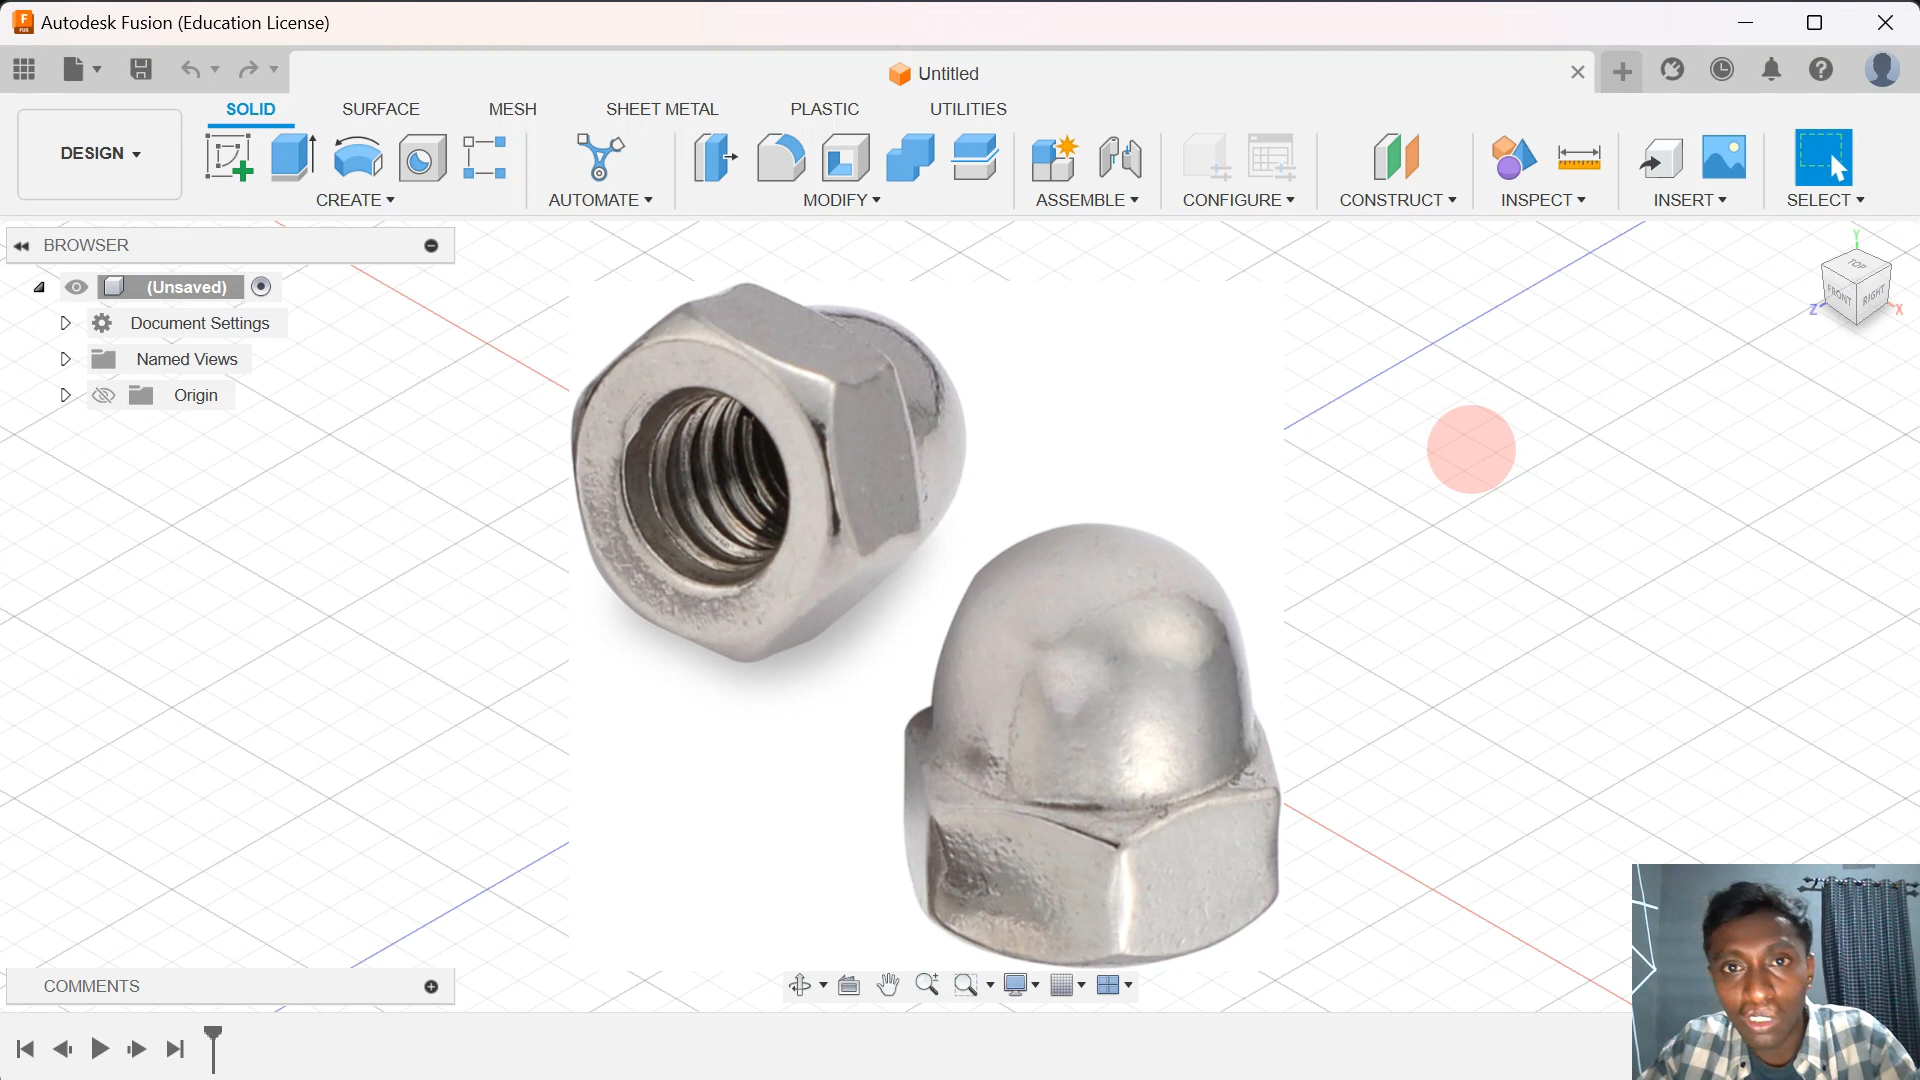 Autodesk Fusion (Education License)
Untitled
DESIGN
SOLID
SURFACE
MESH
SHEET METAL
PLASTIC
UTILITIES
CREATE
AUTOMATE
MODIFY
ASSEMBLE
CONFIGURE
CONSTRUCT
INSPECT
INSERT
SELECT
BROWSER
(Unsaved)
Document Settings
Named Views
Origin
Y
TOP
FRONT
RIGHT
Z
X
COMMENTS